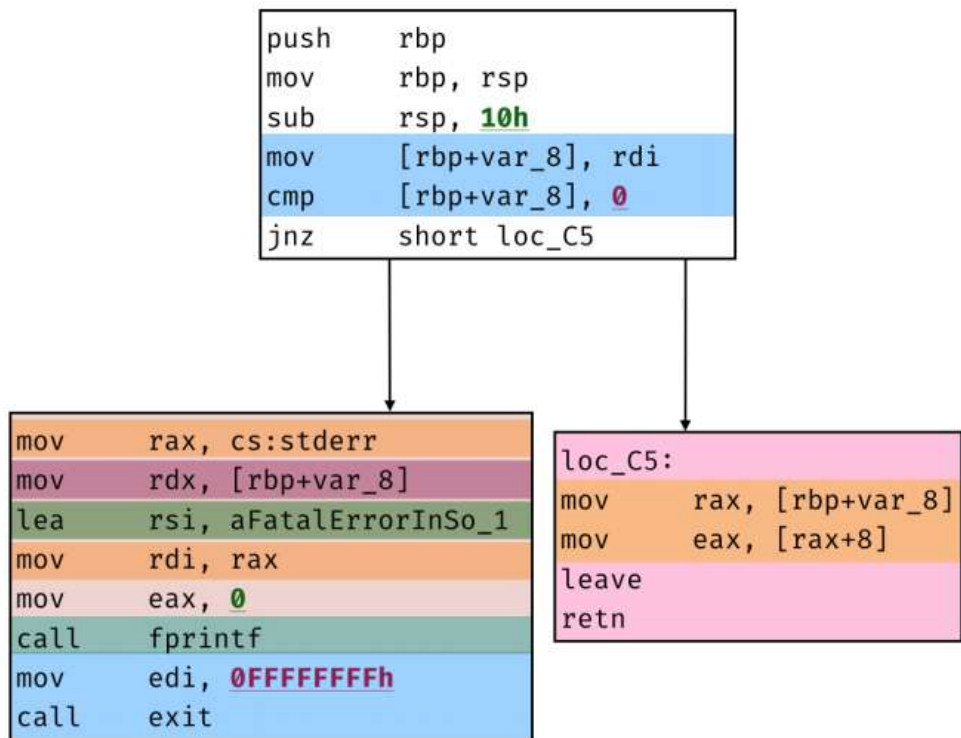 push rbp
mov rbp, rsp
sub rsp, 10h
mov [rbp+var_8], rdi
cmp [rbp+var_8], 0
jnz short loc_C5
mov rax, cs:stderr
mov rdx, [rbp+var_8]
lea rsi, aFatalErrorInSo_1
mov rdi, rax
mov eax, 0
call fprintf
mov edi, 0FFFFFFFFh
call exit
loc_C5:
mov rax, [rbp+var_8]
mov eax, [rax+8]
leave
retn